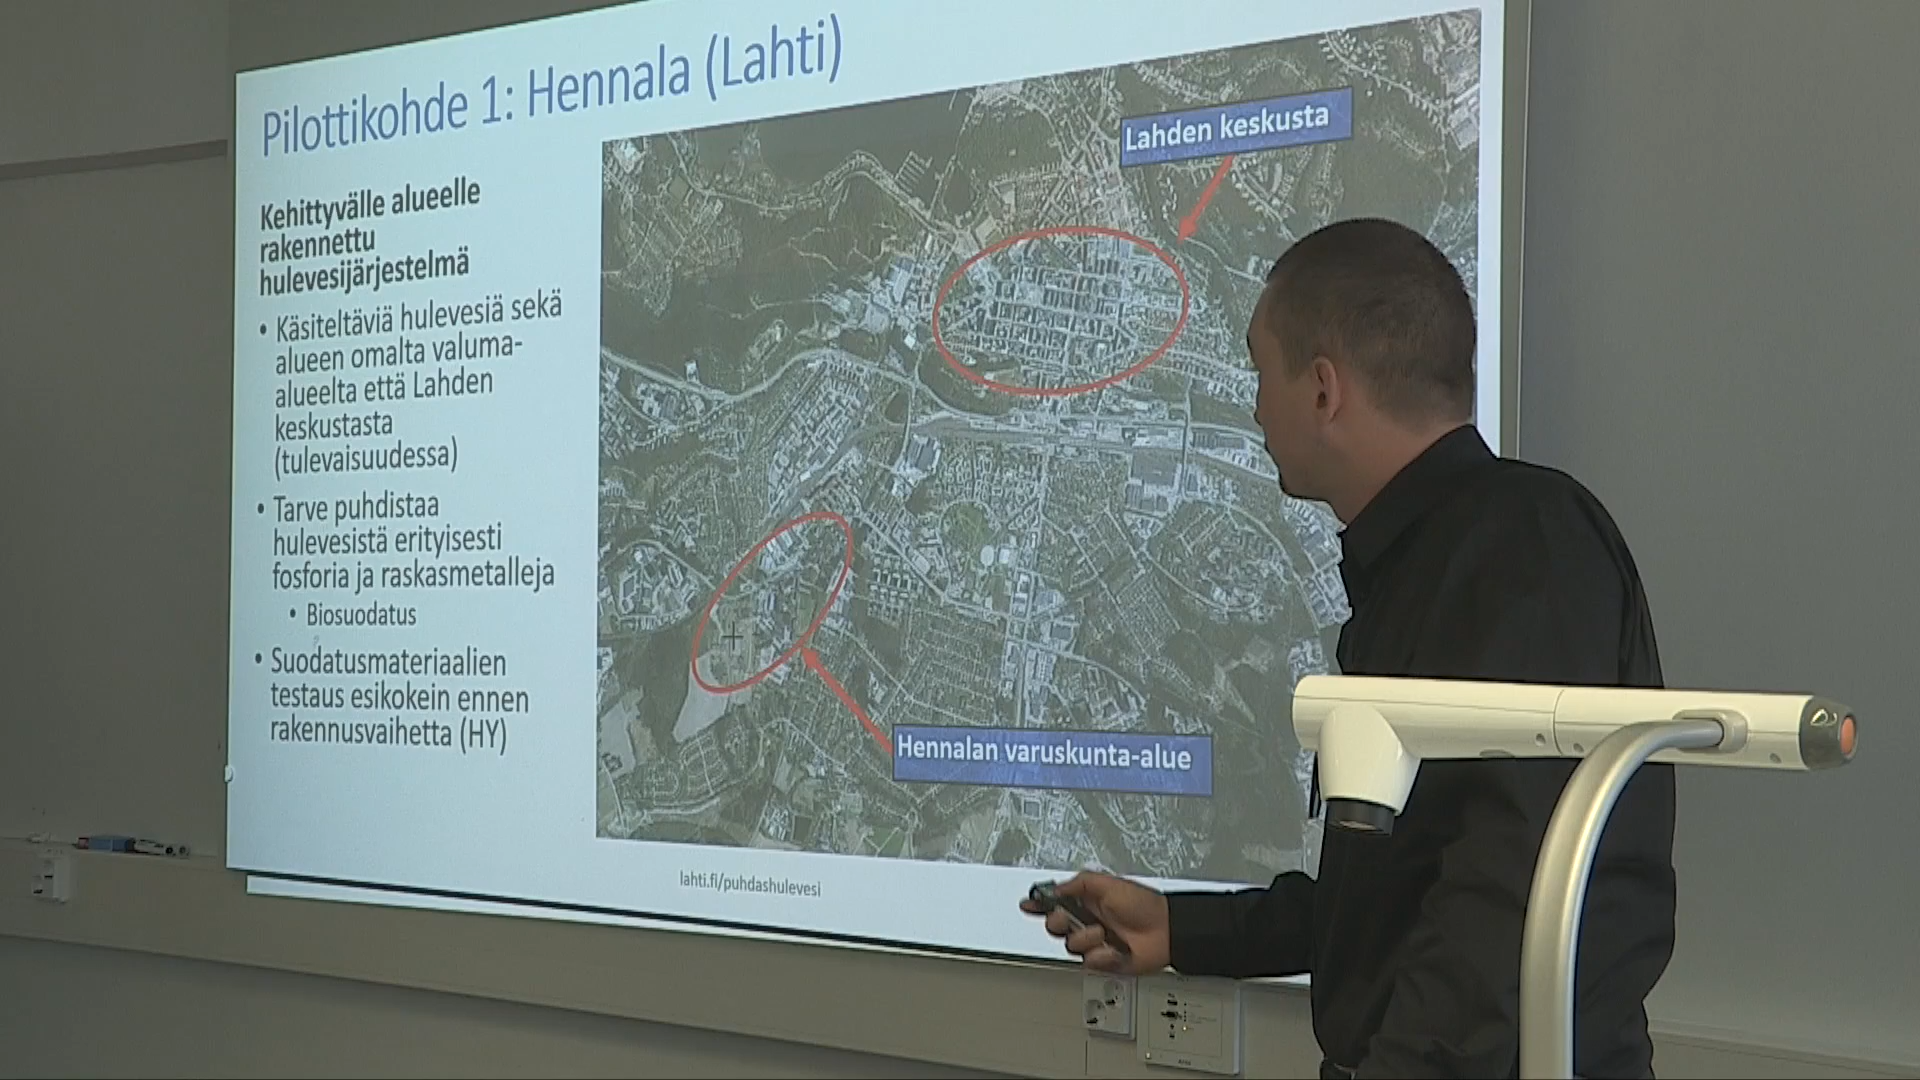 Pilottikohde 1: Hennala (Lahti)
Kehittyvälle alueelle
rakennettu
hulevesijärjestelmä
• Käsiteltäviä hulevesiä sekä
alueen omalta valuma-
alueelta että Lahden
keskustasta
(tulevaisuudessa)
• Tarve puhdistaa
hulevesistä erityisesti
fosforia ja raskasmetalleja
• Biosuodatus
• Suodatusmateriaalien
testaus esikokein ennen
rakennusvaihetta (HY)
Lahden keskusta
Hennalan varuskunta-alue
lahti.fi/puhdashulevesi